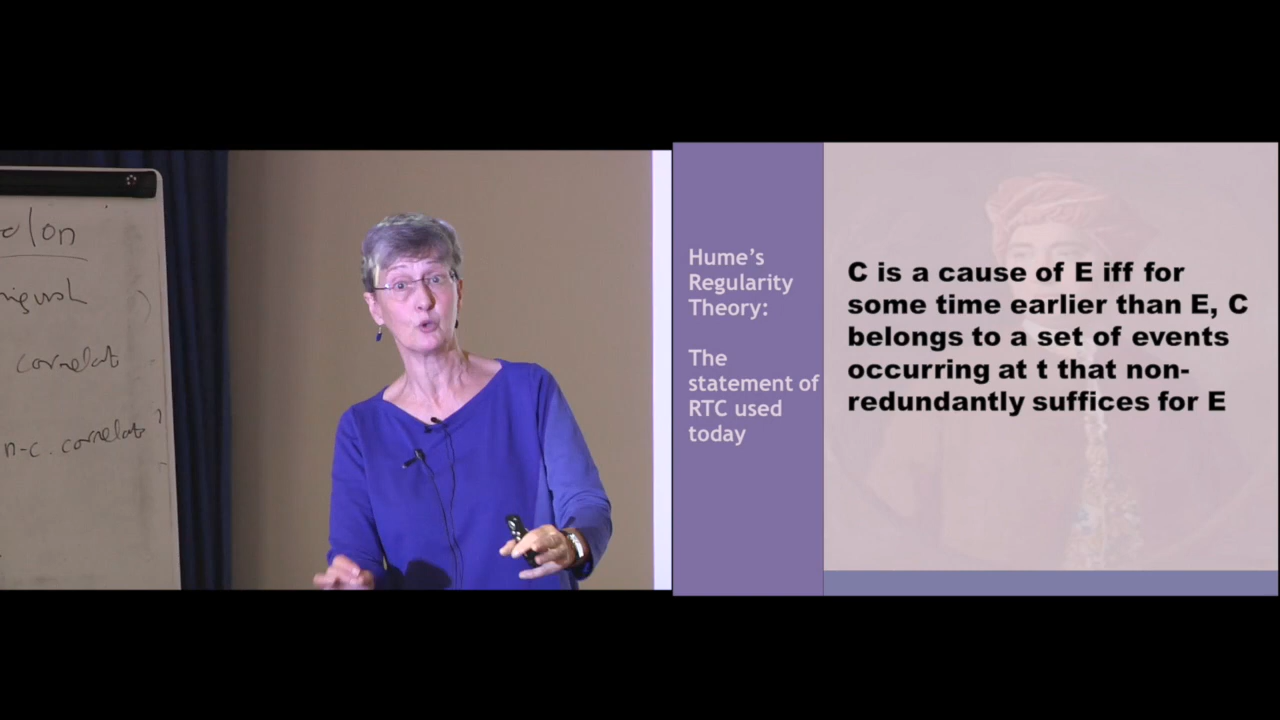 correlat
n-c. correlat
Hume's
Regularity
Theory:
The
statement of
RTC used
today
C is a cause of E iff for
some time earlier than E, C
belongs to a set of events
occurring at t that non-
redundantly suffices for E